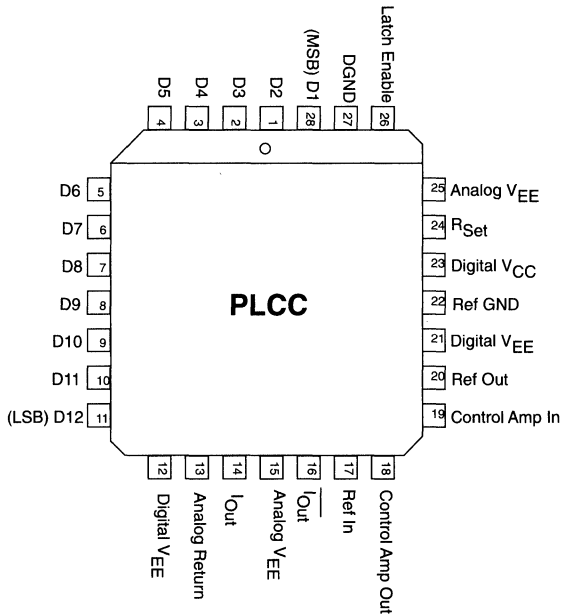 D5
D4
D3
D2
(MSB) D1
DGND
Latch Enable
4
3
2
1
28
27
26
D6 5
D7 6
D8 7
D9 8
D10 9
D11 10
(LSB) D12 11
PLCC
25 Analog VEE
24 RSet
23 Digital VCC
22 Ref GND
21 Digital VEE
20 Ref Out
19 Control Amp In
12
13
14
15
16
17
18
Digital VEE
Analog Return
IOut
Analog VEE
IOut
Ref In
Control Amp Out